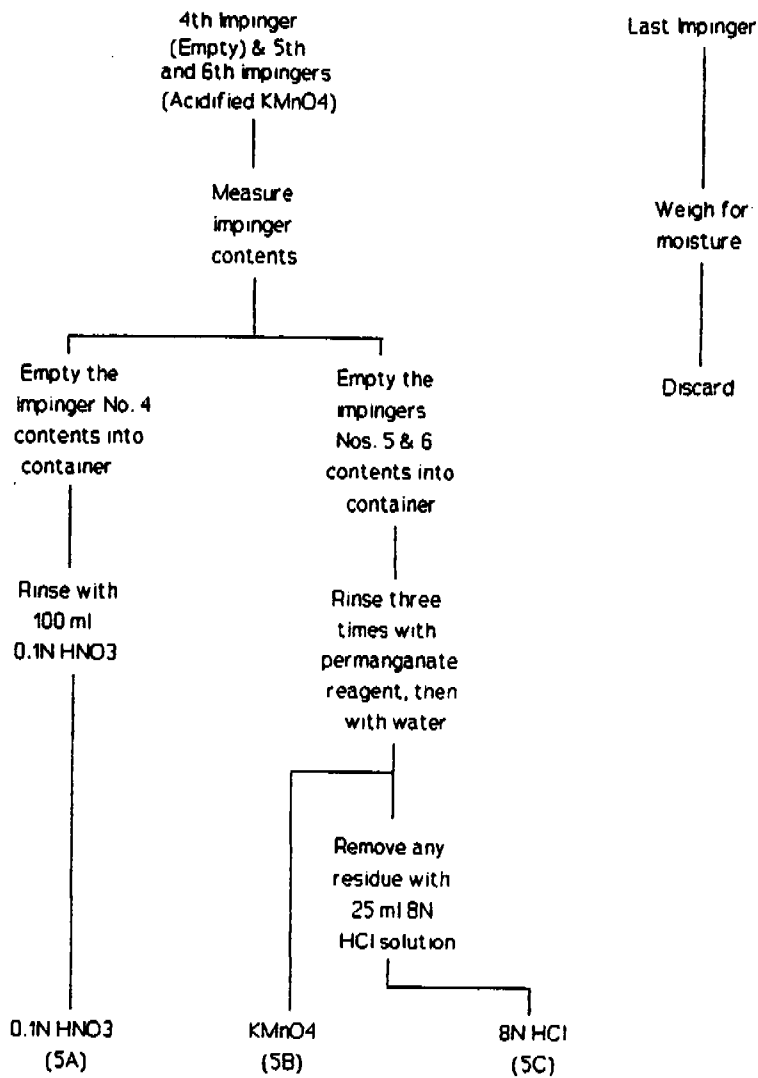 4th Impinger
(Empty) & 5th
and 6th impingers
(Acidified KMnO4)
Measure
impinger
contents
Empty the
impinger No. 4
contents into
container
Rinse with
100 ml
0.1N HNO3
0.1N HNO3
(5A)
Empty the
impingers
Nos. 5 & 6
contents into
container
Rinse three
times with
permanganate
reagent, then
with water
KMnO4
(5B)
Remove any
residue with
25 ml 8N
HCl solution
8N HCl
(5C)
Last Impinger
Weigh for
moisture
Discard